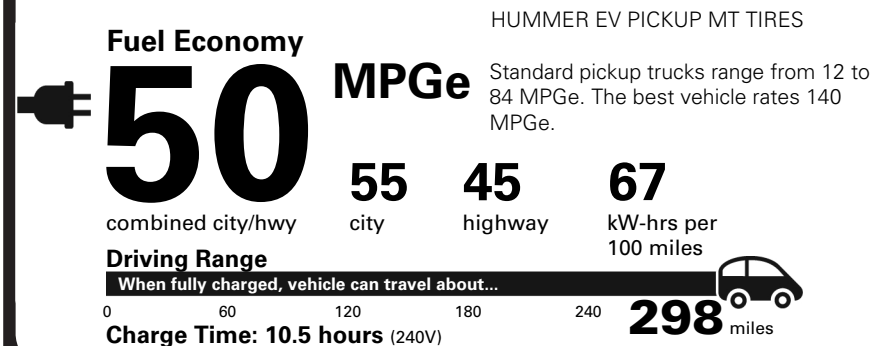 HUMMER EV PICKUP MT TIRES
Fuel Economy
50
MPGe
Standard pickup trucks range from 12 to
84 MPGe. The best vehicle rates 140
MPGe.
combined city/hwy
55
city
45
highway
67
kW-hrs per
100 miles
Driving Range
When fully charged, vehicle can travel about...
0 60 120 180 240 298 miles
Charge Time: 10.5 hours (240V)